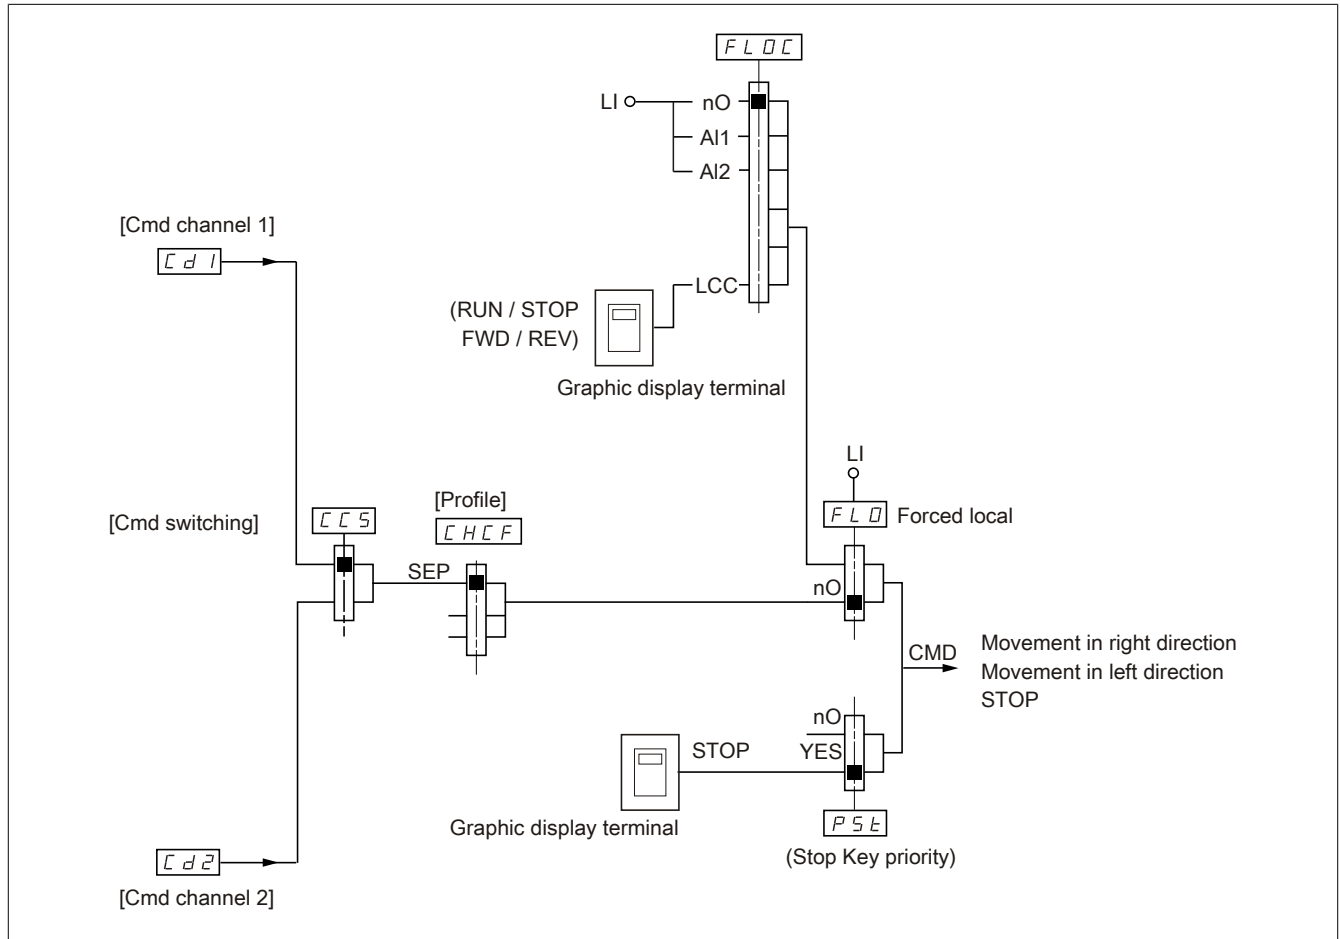 FLOC
LI
nO
AI1
AI2
[Cmd channel 1]
Cd1
LCC
(RUN / STOP
FWD / REV)
Graphic display terminal
LI
[Profile]
[Cmd switching]
CCS
CHCF
FLO
Forced local
SEP
nO
CMD
Movement in right direction
Movement in left direction
STOP
nO
STOP
YES
Graphic display terminal
PSt
(Stop Key priority)
Cd2
[Cmd channel 2]